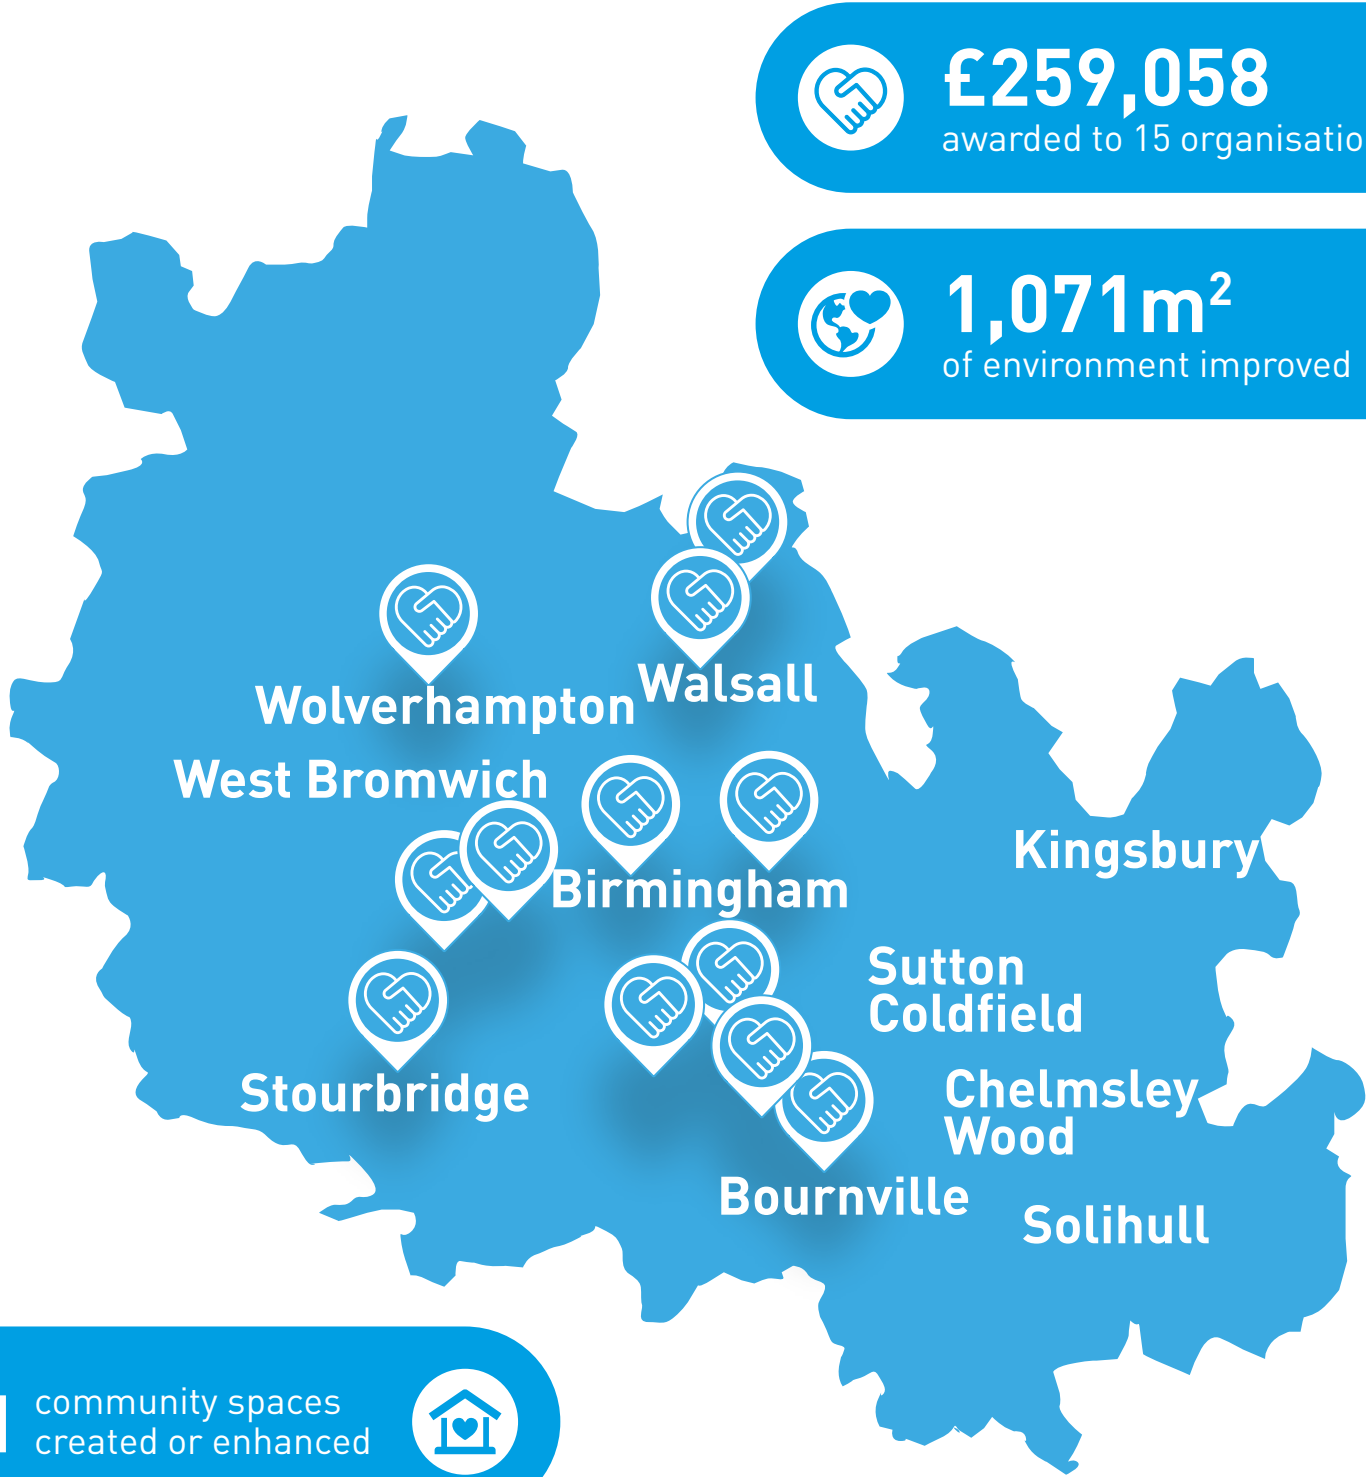 £259,058
awarded to 15
1,071m²
of environment improved
Walsall
Wolverhampton
West Bromwich
Kingsbury
Birmingham
Sutton
Coldfield
Chelmsley
Wood
Stourbridge
Bournville
Solihull
community spaces
created or enhanced